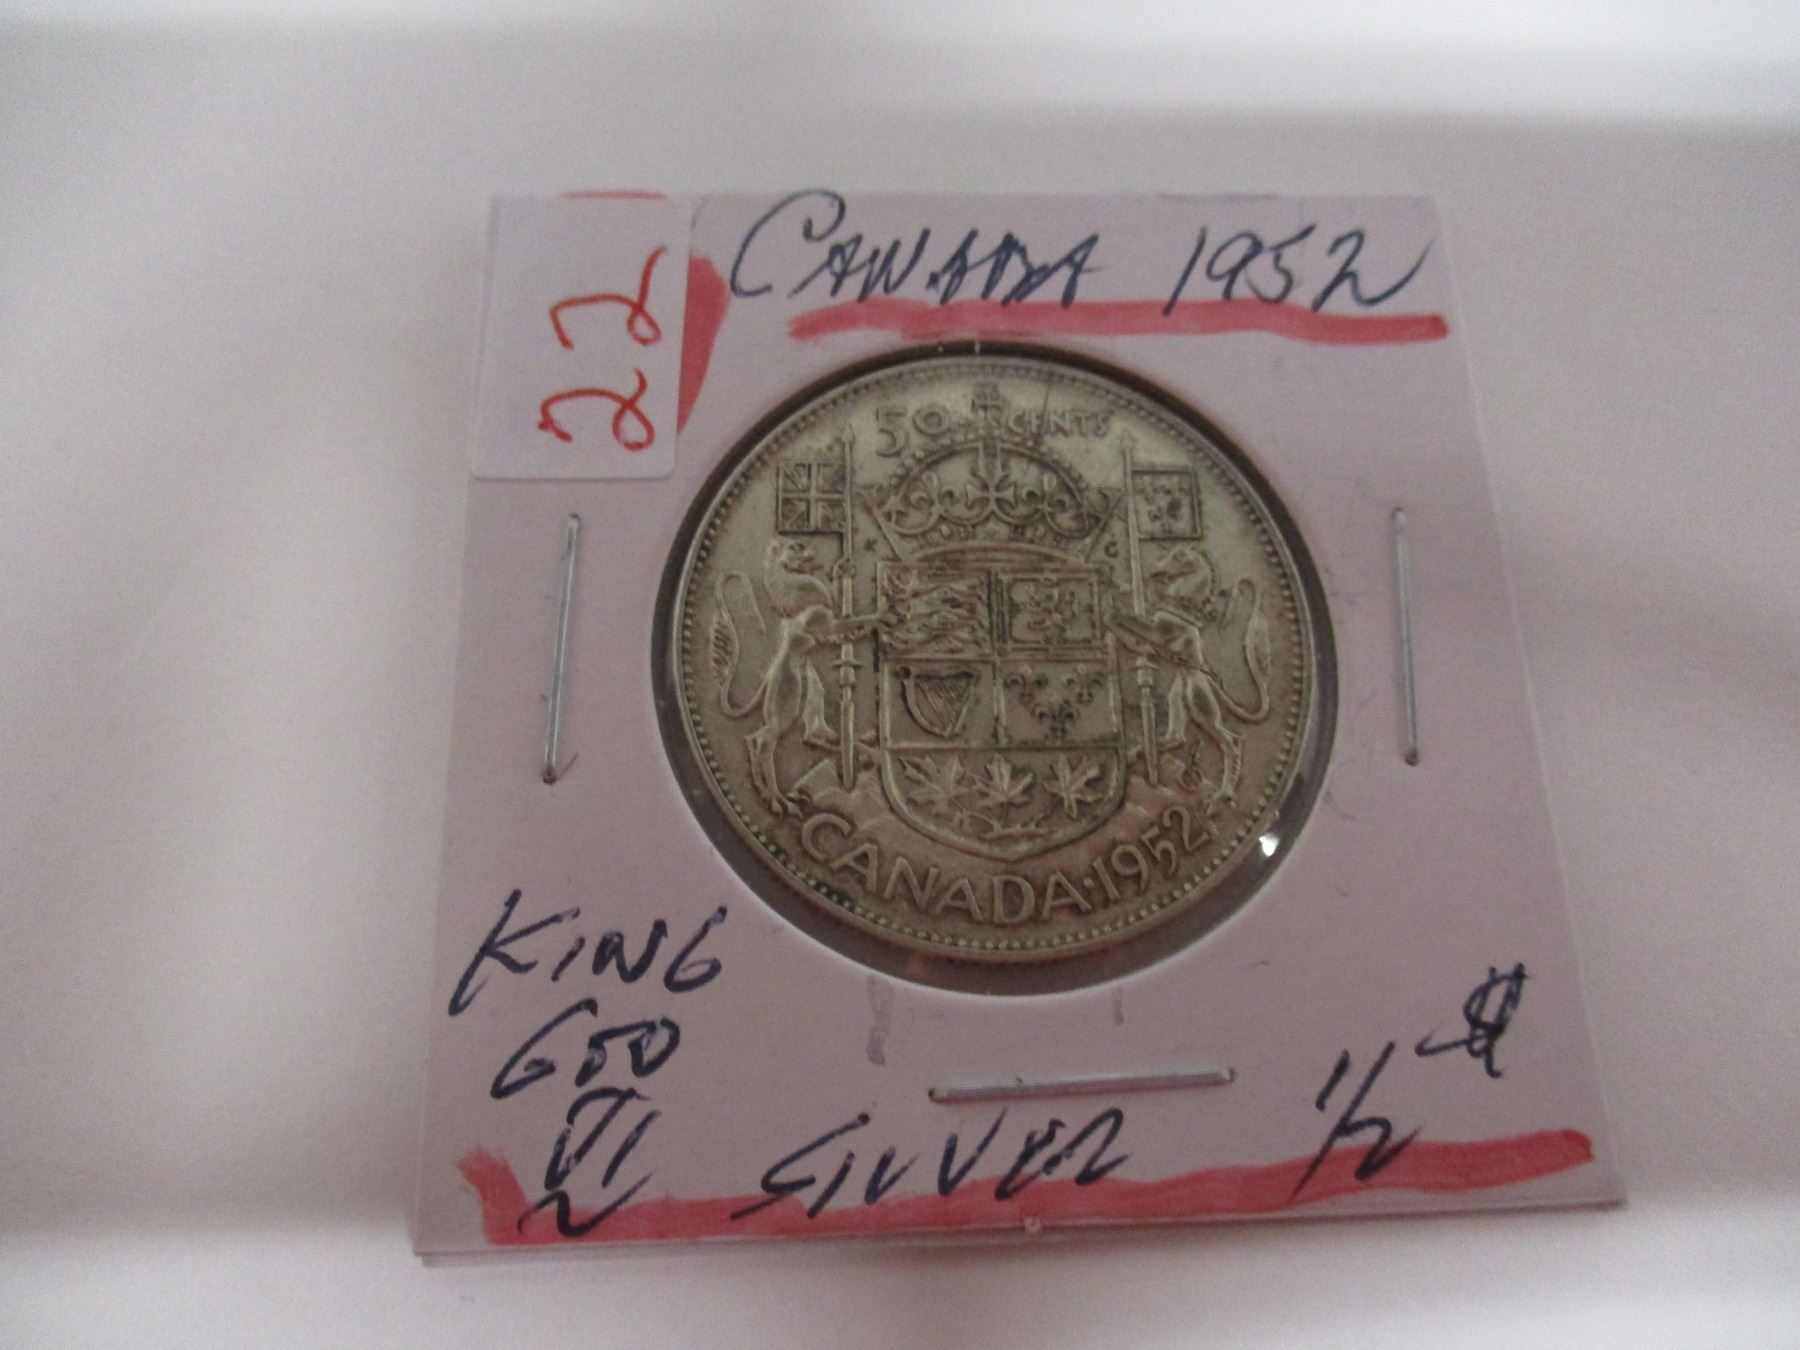 22
CANADA 1952
50 CENTS
K G
CANADA·1952
KING
GEO
VI
SILVER 1/2 $